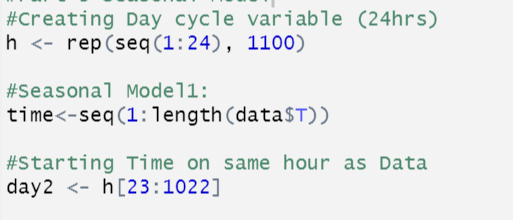 #Creating Day cycle variable (24hrs)
h <- rep(seq(1:24), 1100)
#Seasonal Model1:
time<-seq(1:length(data$T))
#Starting Time on same hour as Data
day2 <- h[23:1022]